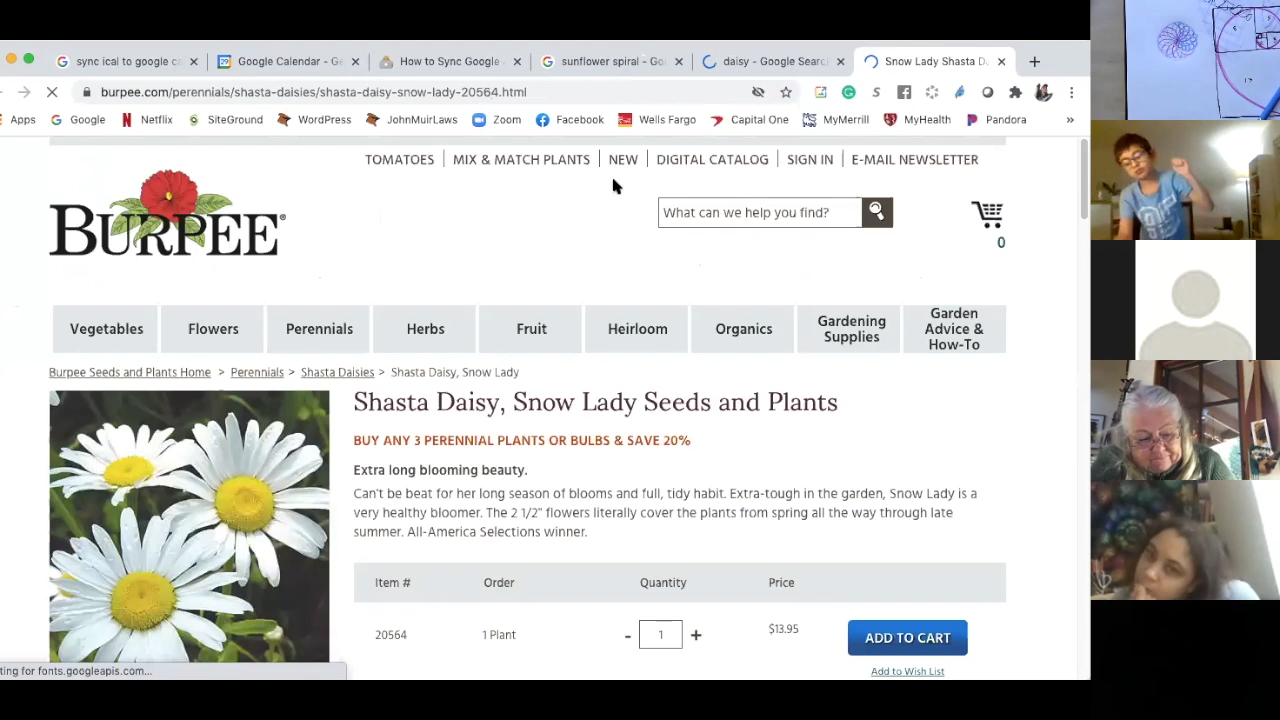 sync ical to google ca
Google Calendar - Ge
How to Sync Google
sunflower spiral - Goo
daisy - Google Search
Snow Lady Shasta D
burpee.com/perennials/shasta-daisies/shasta-daisy-snow-lady-20564.html
Apps Google Netflix SiteGround WordPress JohnMuirLaws Zoom Facebook Wells Fargo Capital One MyMerrill MyHealth Pandora »
TOMATOES | MIX & MATCH PLANTS | NEW | DIGITAL CATALOG | SIGN IN | E-MAIL NEWSLETTER
BURPEE®
What can we help you find?
0
Vegetables Flowers Perennials Herbs Fruit Heirloom Organics Gardening Supplies Garden Advice & How-To
Burpee Seeds and Plants Home > Perennials > Shasta Daisies > Shasta Daisy, Snow Lady
Shasta Daisy, Snow Lady Seeds and Plants
BUY ANY 3 PERENNIAL PLANTS OR BULBS & SAVE 20%
Extra long blooming beauty.
Can't be beat for her long season of blooms and full, tidy habit. Extra-tough in the garden, Snow Lady is a
very healthy bloomer. The 2 1/2" flowers literally cover the plants from spring all the way through late
summer. All-America Selections winner.
Item # Order Quantity Price
20564 1 Plant - 1 + $13.95 ADD TO CART
Add to Wish List
ting for fonts.googleapis.com...